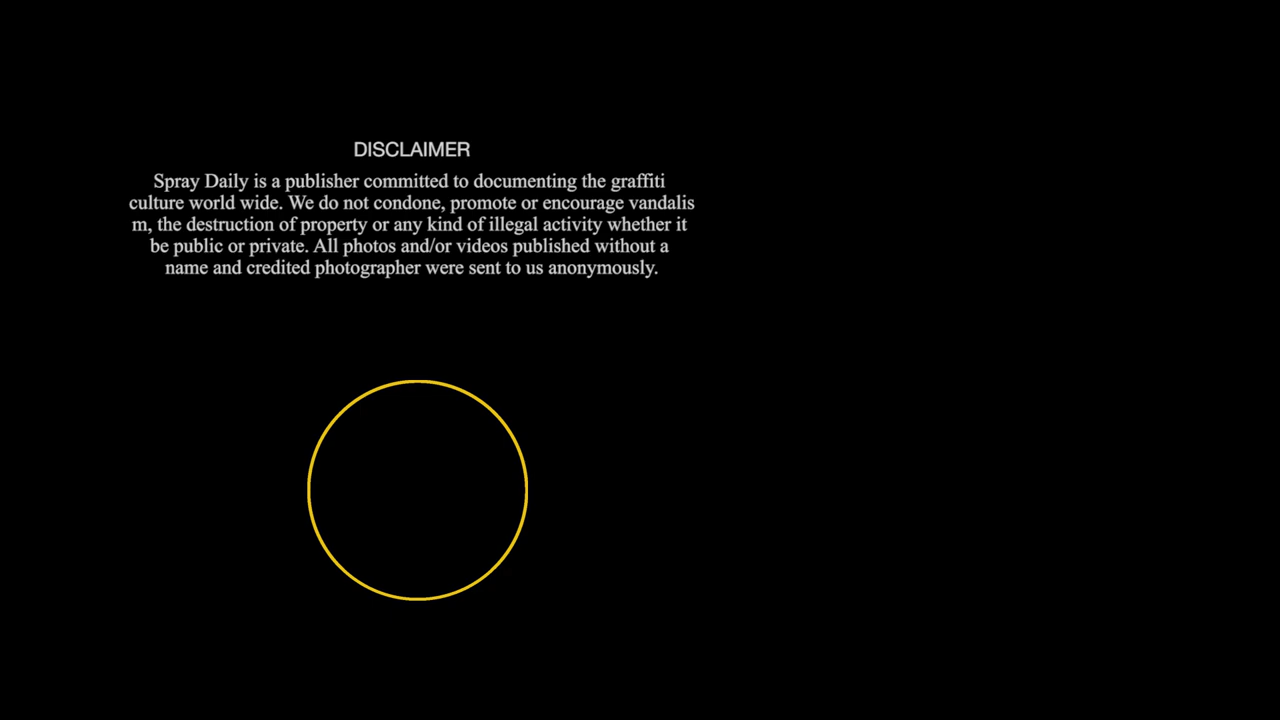 DISCLAIMER
Spray Daily is a publisher committed to documenting the graffiti
culture world wide. We do not condone, promote or encourage vandalis
m, the destruction of property or any kind of illegal activity whether it
be public or private. All photos and/or videos published without a
name and credited photographer were sent to us anonymously.